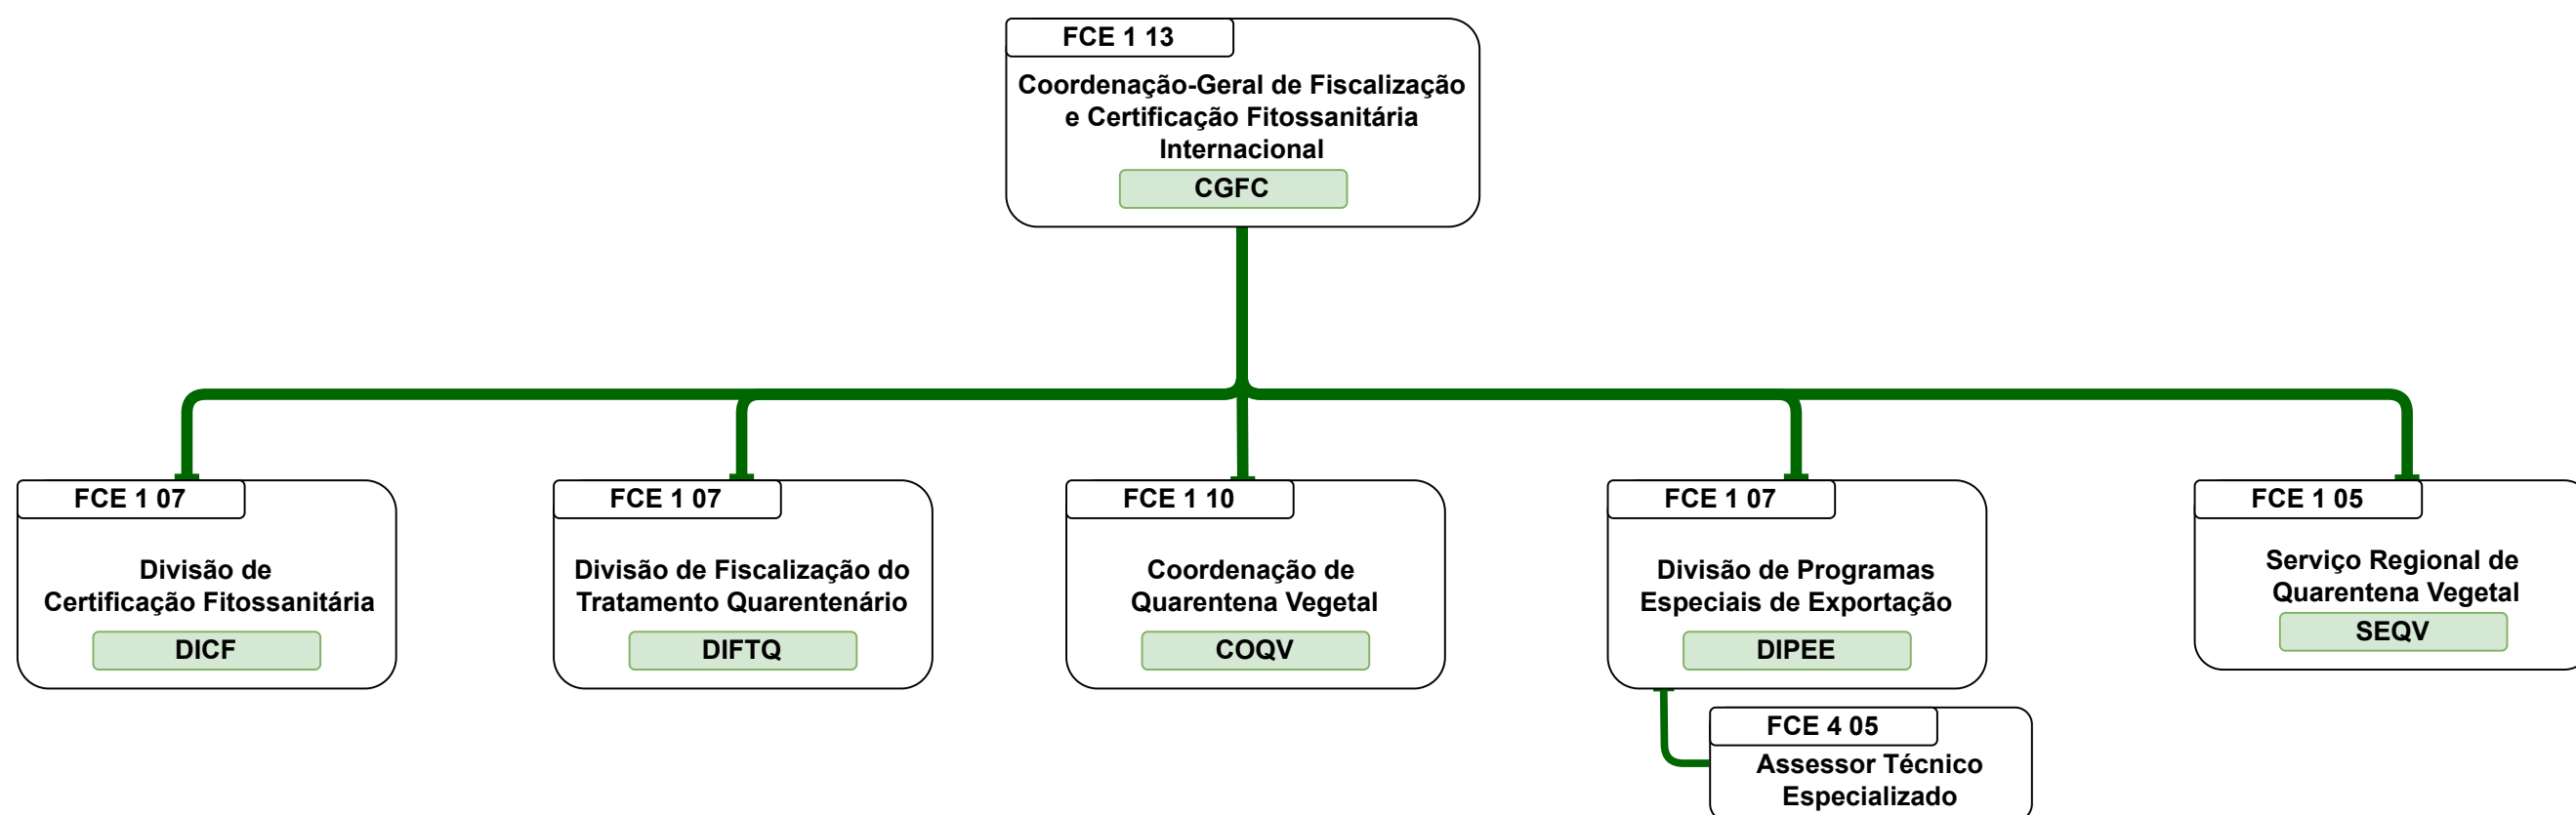 FCE 1 13
Coordenação-Geral de Fiscalização
e Certificação Fitossanitária
Internacional
CGFC
FCE 1 07
Divisão de
Certificação Fitossanitária
DICF
FCE 1 07
Divisão de Fiscalização do
Tratamento Quarentenário
DIFTQ
FCE 1 10
Coordenação de
Quarentena Vegetal
COQV
FCE 1 07
Divisão de Programas
Especiais de Exportação
DIPEE
FCE 4 05
Assessor Técnico
Especializado
FCE 1 05
Serviço Regional de
Quarentena Vegetal
SEQV